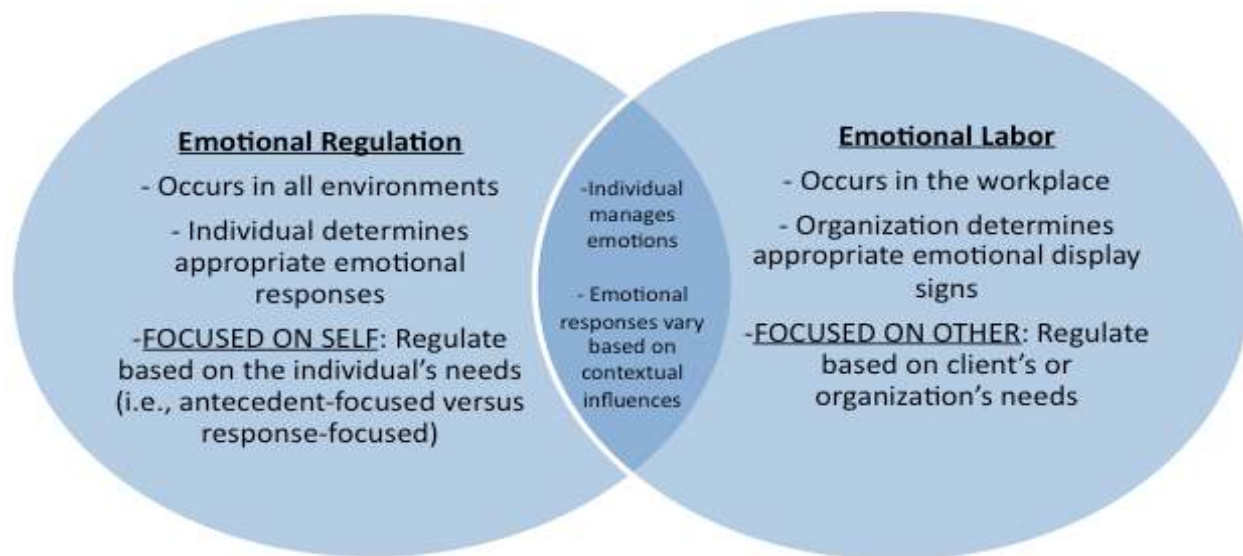 Emotional Regulation
- Occurs in all environments
- Individual determines
appropriate emotional
responses
-FOCUSED ON SELF: Regulate
based on the individual's needs
(i.e., antecedent-focused versus
response-focused)
-Individual
manages
emotions
- Emotional
responses vary
based on
contextual
influences
Emotional Labor
- Occurs in the workplace
- Organization determines
appropriate emotional display
signs
-FOCUSED ON OTHER: Regulate
based on client's or
organization's needs